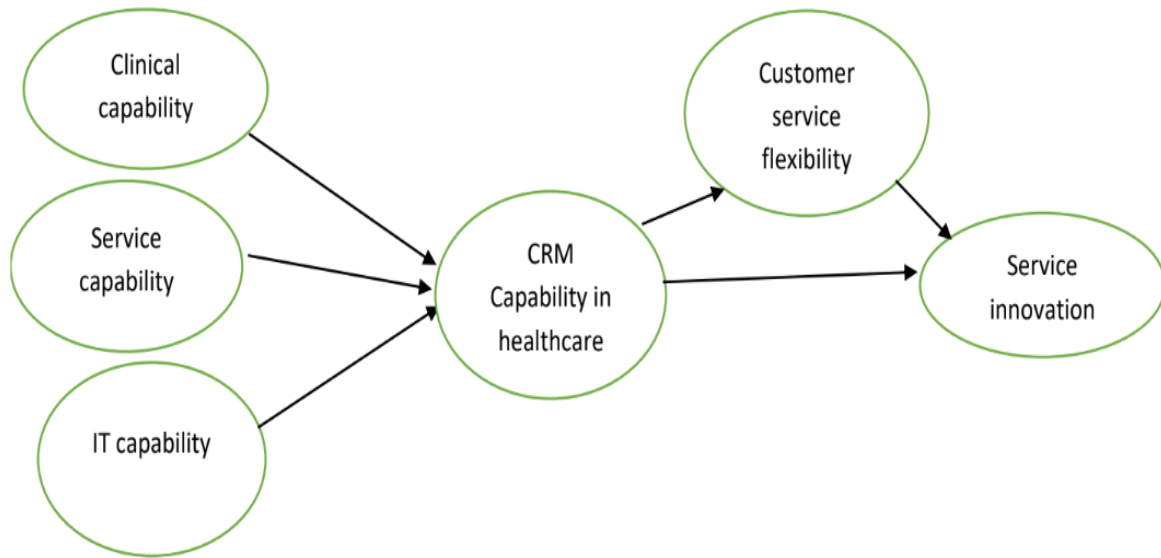 Clinical
capability
Service
capability
IT capability
CRM
Capability in
healthcare
Customer
service
flexibility
Service
innovation